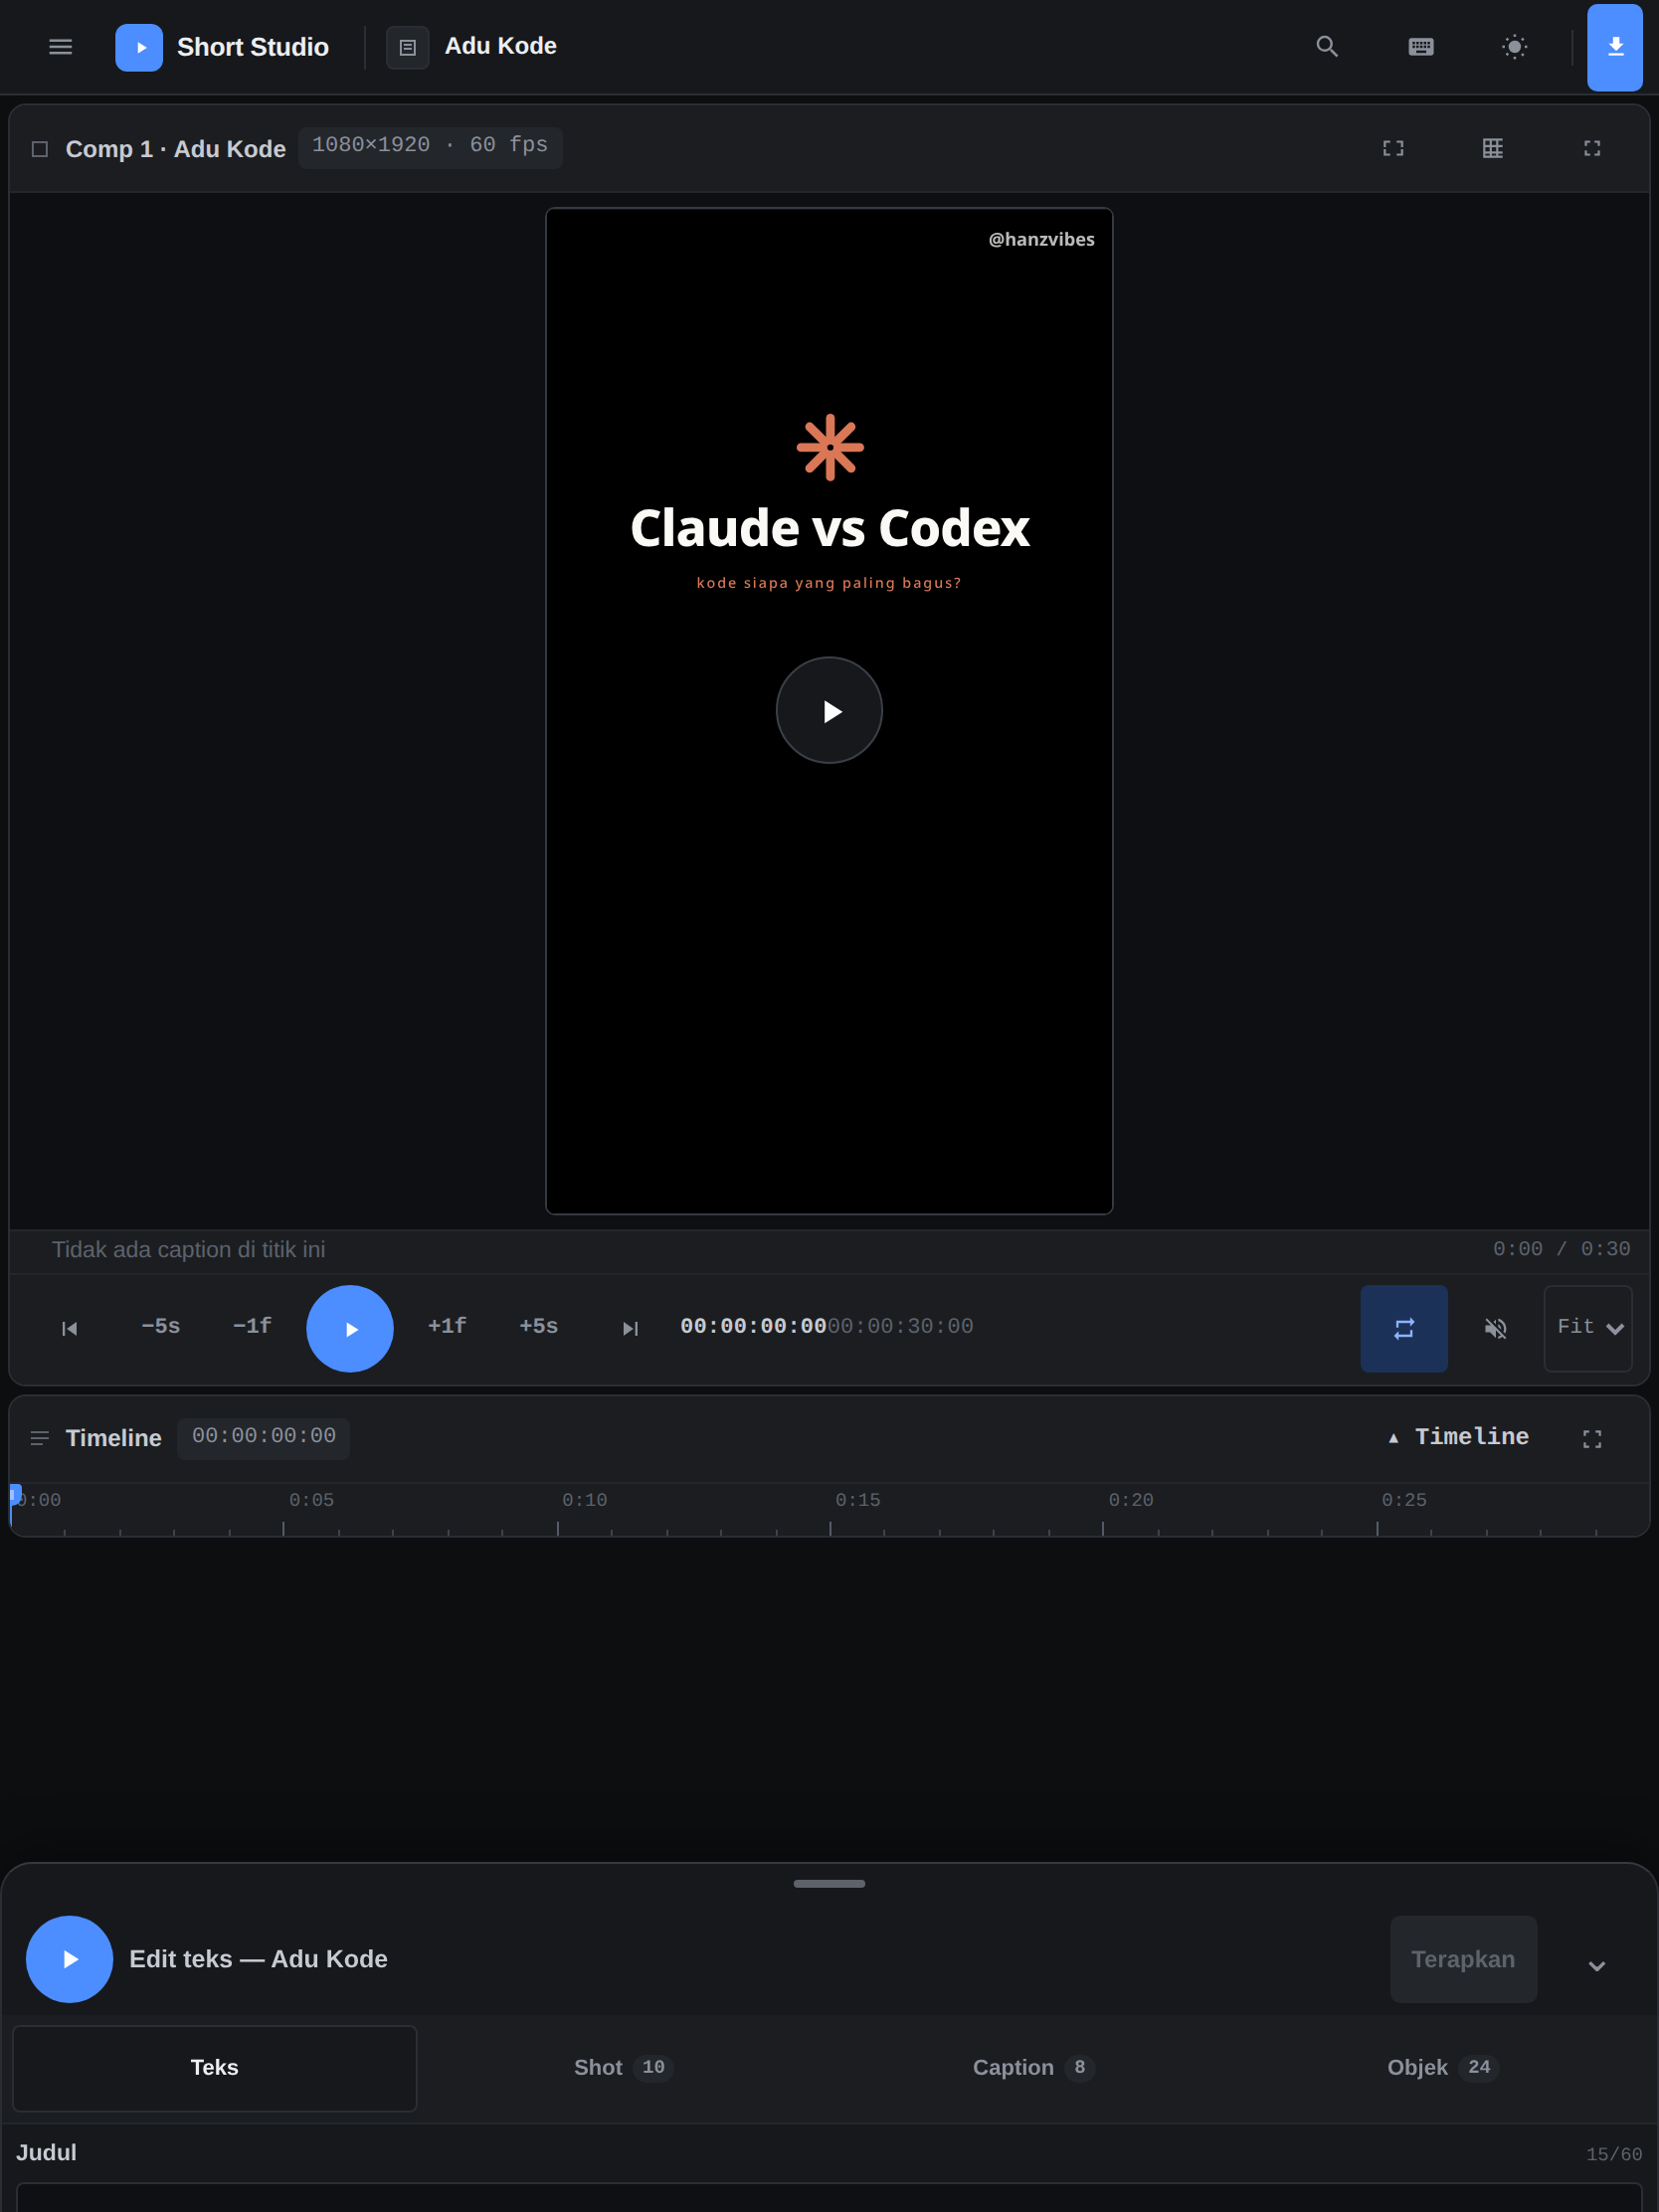 Short Studio
Adu Kode
Comp 1 · Adu Kode
1080×1920 · 60 fps
@hanzvibes
Claude vs Codex
kode siapa yang paling bagus?
Tidak ada caption di titik ini
0:00 / 0:30
−5s
−1f
+1f
+5s
00:00:00:00
00:00:30:00
Fit
Timeline
00:00:00:00
▲ Timeline
0:00
0:05
0:10
0:15
0:20
0:25
Edit teks — Adu Kode
Terapkan
Teks
Shot 10
Caption 8
Objek 24
Judul
15/60